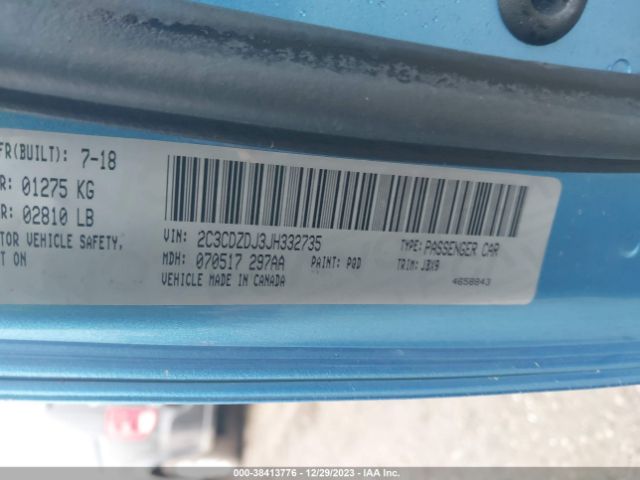 FR(BUILT): 7-18
R: 01275 KG
R: 02810 LB
TOR VEHICLE SAFETY,
T ON
VIN: 2C3CDZDJ3JH332735
TYPE: PASSENGER CAR
MDH: 070517 297AA
PAINT: PQD
TRIM: JBX9
VEHICLE MADE IN CANADA
4658843
000-38413776 - 12/29/2023 - IAA Inc.